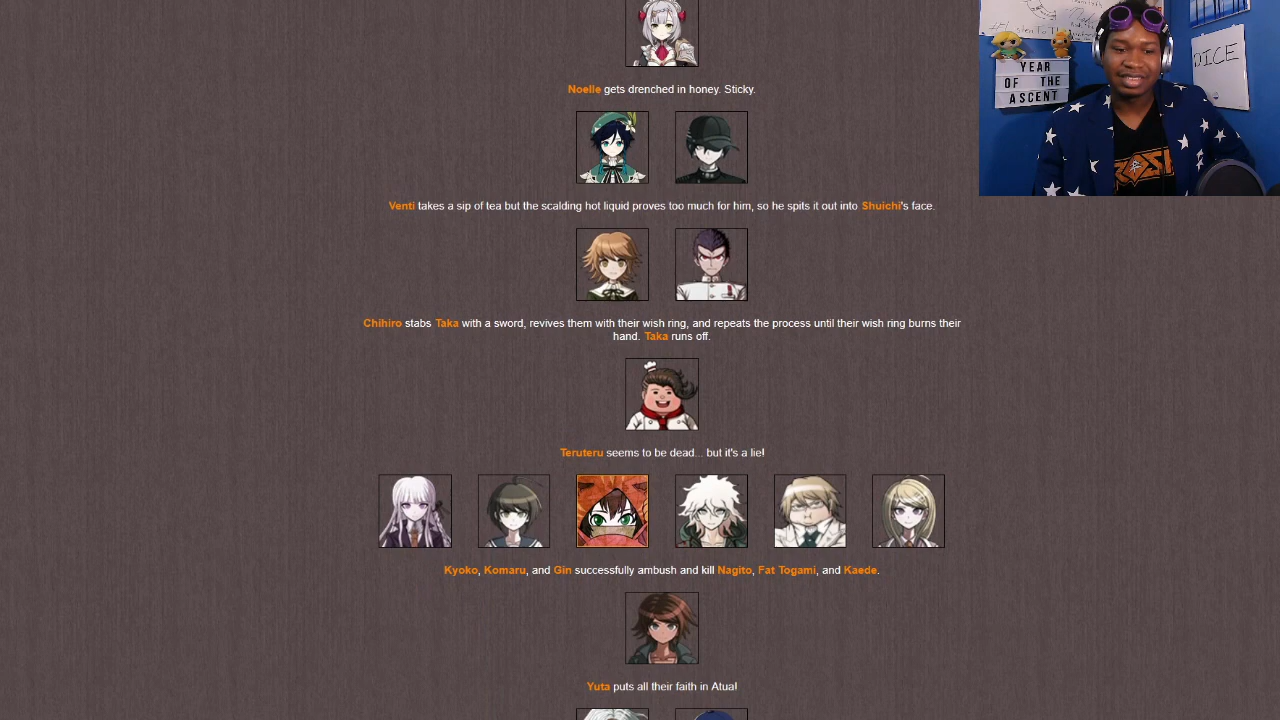 Noelle gets drenched in honey. Sticky.
Venti takes a sip of tea but the scalding hot liquid proves too much for him, so he spits it out into Shuichi's face.
Chihiro stabs Taka with a sword, revives them with their wish ring, and repeats the process until their wish ring burns their
hand. Taka runs off.
Teruteru seems to be dead... but it's a lie!
Kyoko, Komaru, and Gin successfully ambush and kill Nagito, Fat Togami, and Kaede.
Yuta puts all their faith in Atua!
YEAR
OF THE
ASCENT
DICE